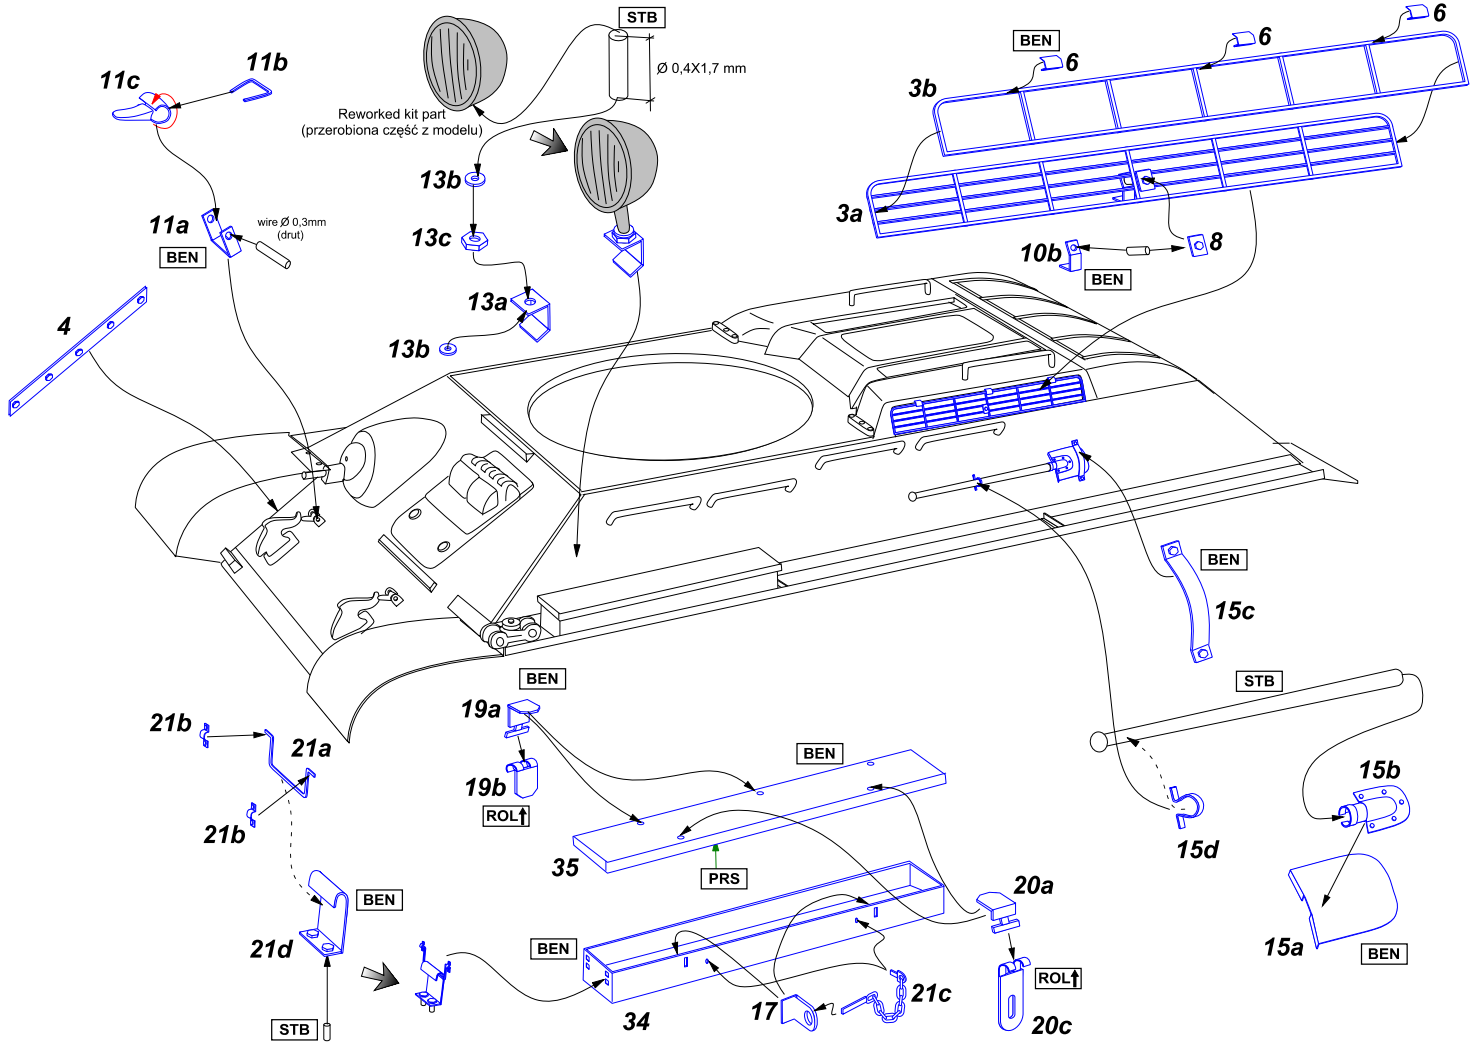 11c
11b
STB
Ø 0,4X1,7 mm
Reworked kit part
(przerobiona część z modelu)
BEN
6
6
6
3b
3a
13b
13c
13a
13b
11a
wire Ø 0,3mm
(drut)
BEN
4
10b
8
BEN
BEN
15c
STB
15b
15d
15a
BEN
BEN
19a
19b
ROL
21b
21a
21b
BEN
35
PRS
BEN
21d
STB
BEN
34
17
21c
20a
ROL
20c